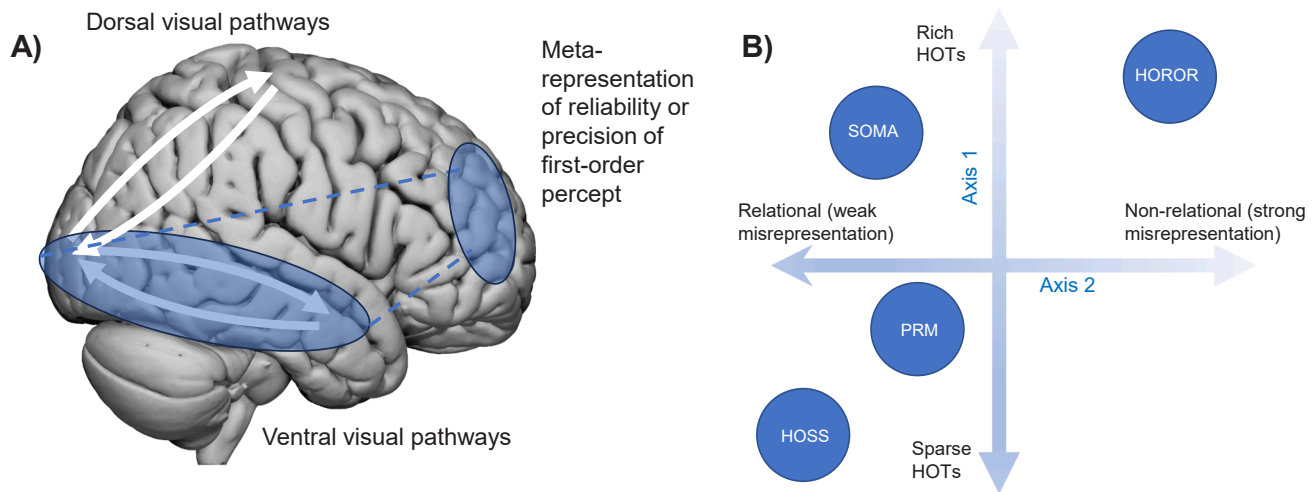 A)
Dorsal visual pathways
Meta-
representation
of reliability or
precision of
first-order
percept
Ventral visual pathways
B)
Rich
HOTs
HOROR
SOMA
Axis 1
Relational (weak
misrepresentation)
Non-relational (strong
misrepresentation)
Axis 2
PRM
HOSS
Sparse
HOTs